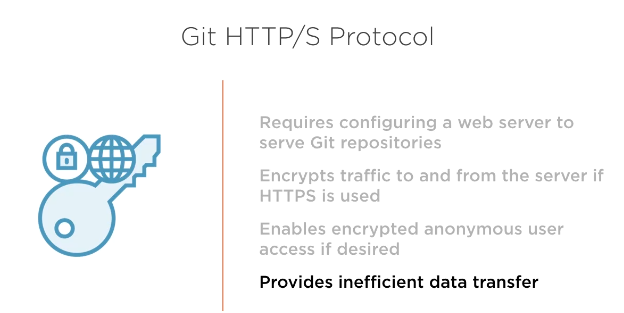 Git HTTP/S Protocol
Requires configuring a web server to
serve Git repositories
Encrypts traffic to and from the server if
HTTPS is used
Enables encrypted anonymous user
access if desired
Provides inefficient data transfer